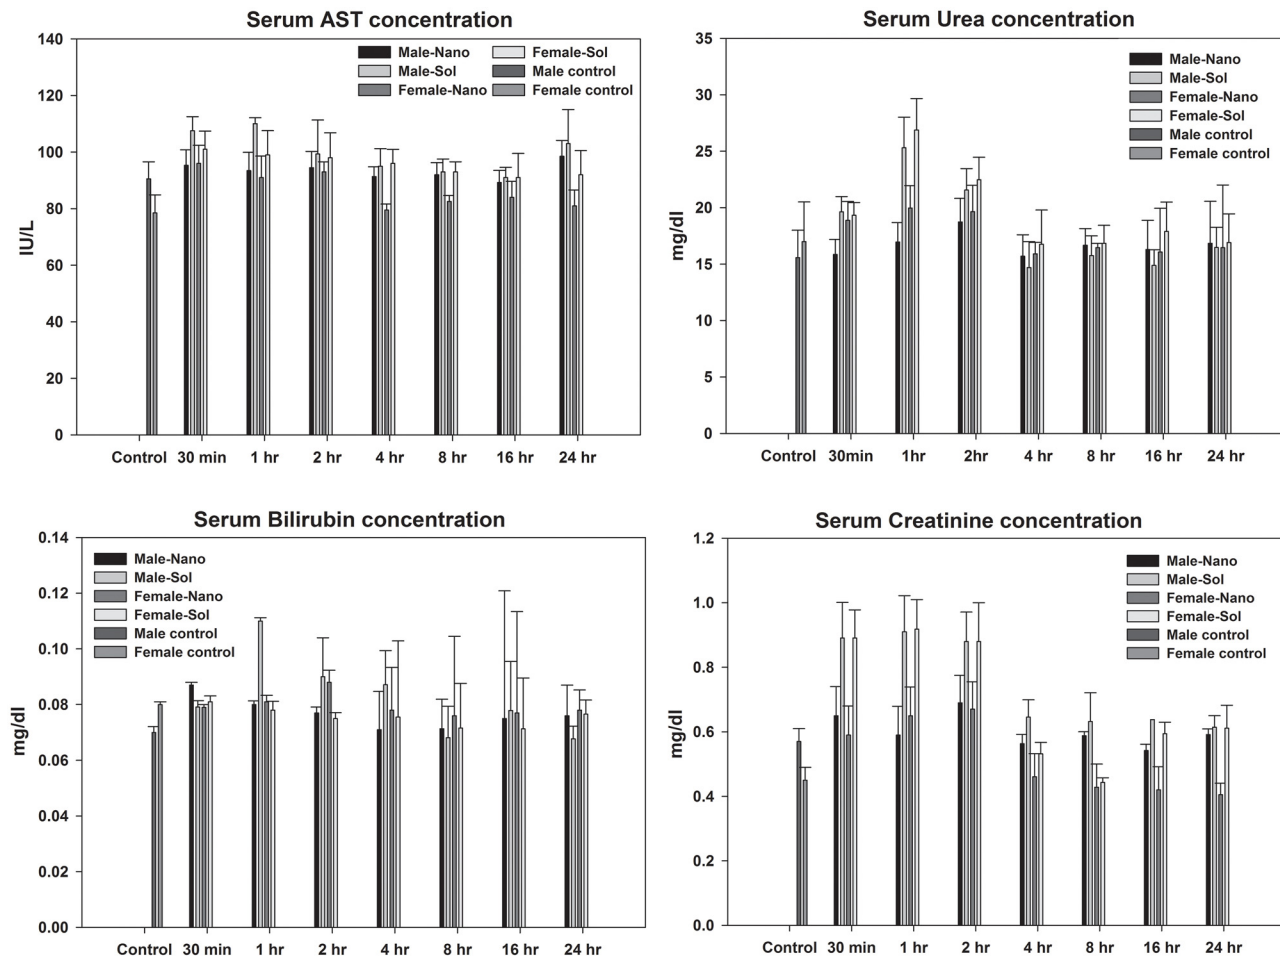 Serum AST concentration
140
120
100
80
60
40
20
0
IU/L
Male-Nano
Male-Sol
Female-Nano
Female-Sol
Male control
Female control
Control 30 min 1 hr 2 hr 4 hr 8 hr 16 hr 24 hr
Serum Urea concentration
35
30
25
20
15
10
5
0
mg/dl
Male-Nano
Male-Sol
Female-Nano
Female-Sol
Male control
Female control
Control 30min 1hr 2hr 4 hr 8 hr 16 hr 24 hr
Serum Bilirubin concentration
0.14
0.12
0.10
0.08
0.06
0.04
0.02
0.00
mg/dl
Male-Nano
Male-Sol
Female-Nano
Female-Sol
Male control
Female control
Control 30 min 1 hr 2 hr 4 hr 8 hr 16 hr 24 hr
Serum Creatinine concentration
1.2
1.0
0.8
0.6
0.4
0.2
0.0
mg/dl
Male-Nano
Male-Sol
Female-Nano
Female-Sol
Male control
Female control
Control 30 min 1 hr 2 hr 4 hr 8 hr 16 hr 24 hr